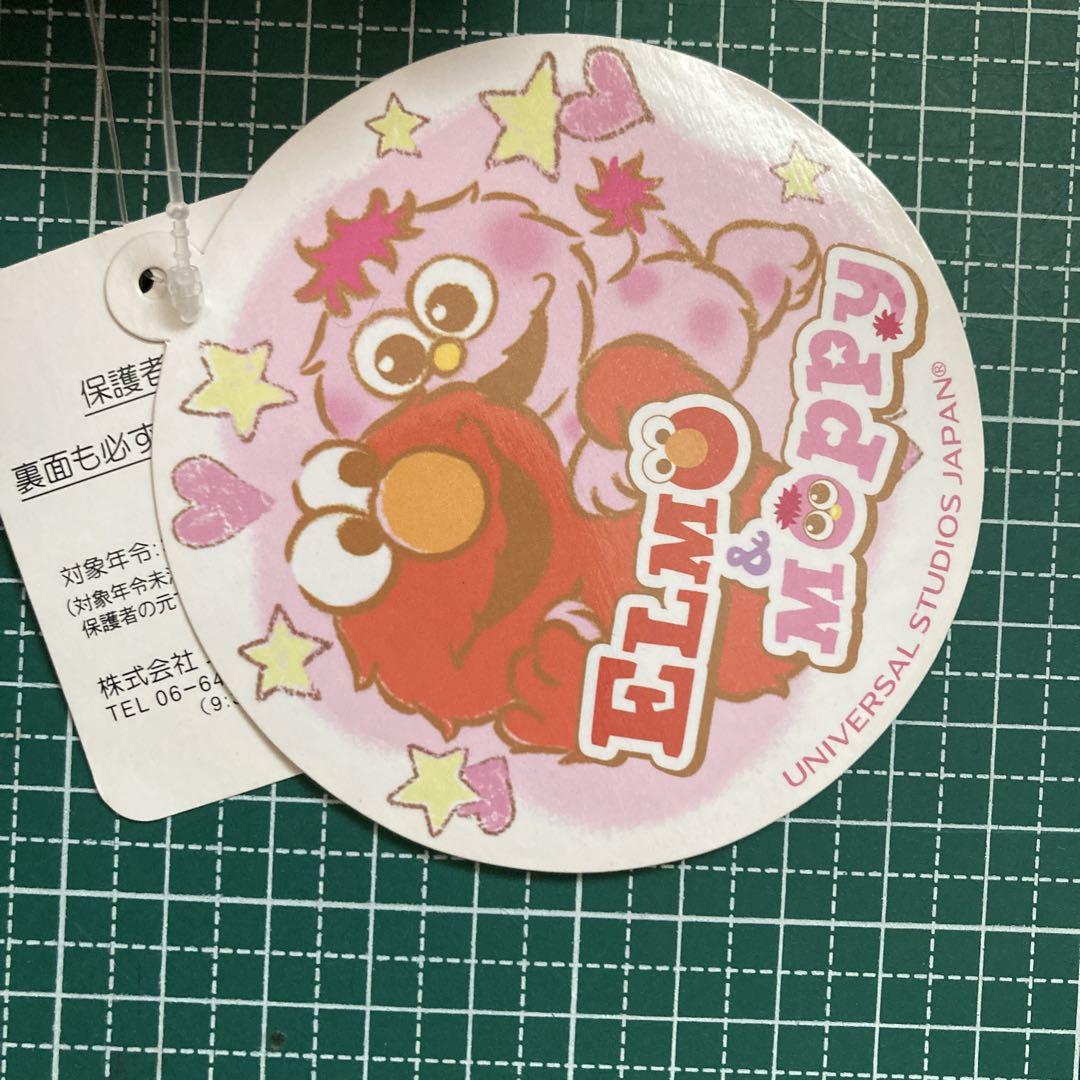 ELMO
&
Moppy
UNIVERSAL STUDIOS JAPAN®
保護者
裏面も必ず
対象年令:
(対象年令未
保護者の元
株式会社
TEL 06-64
(9: